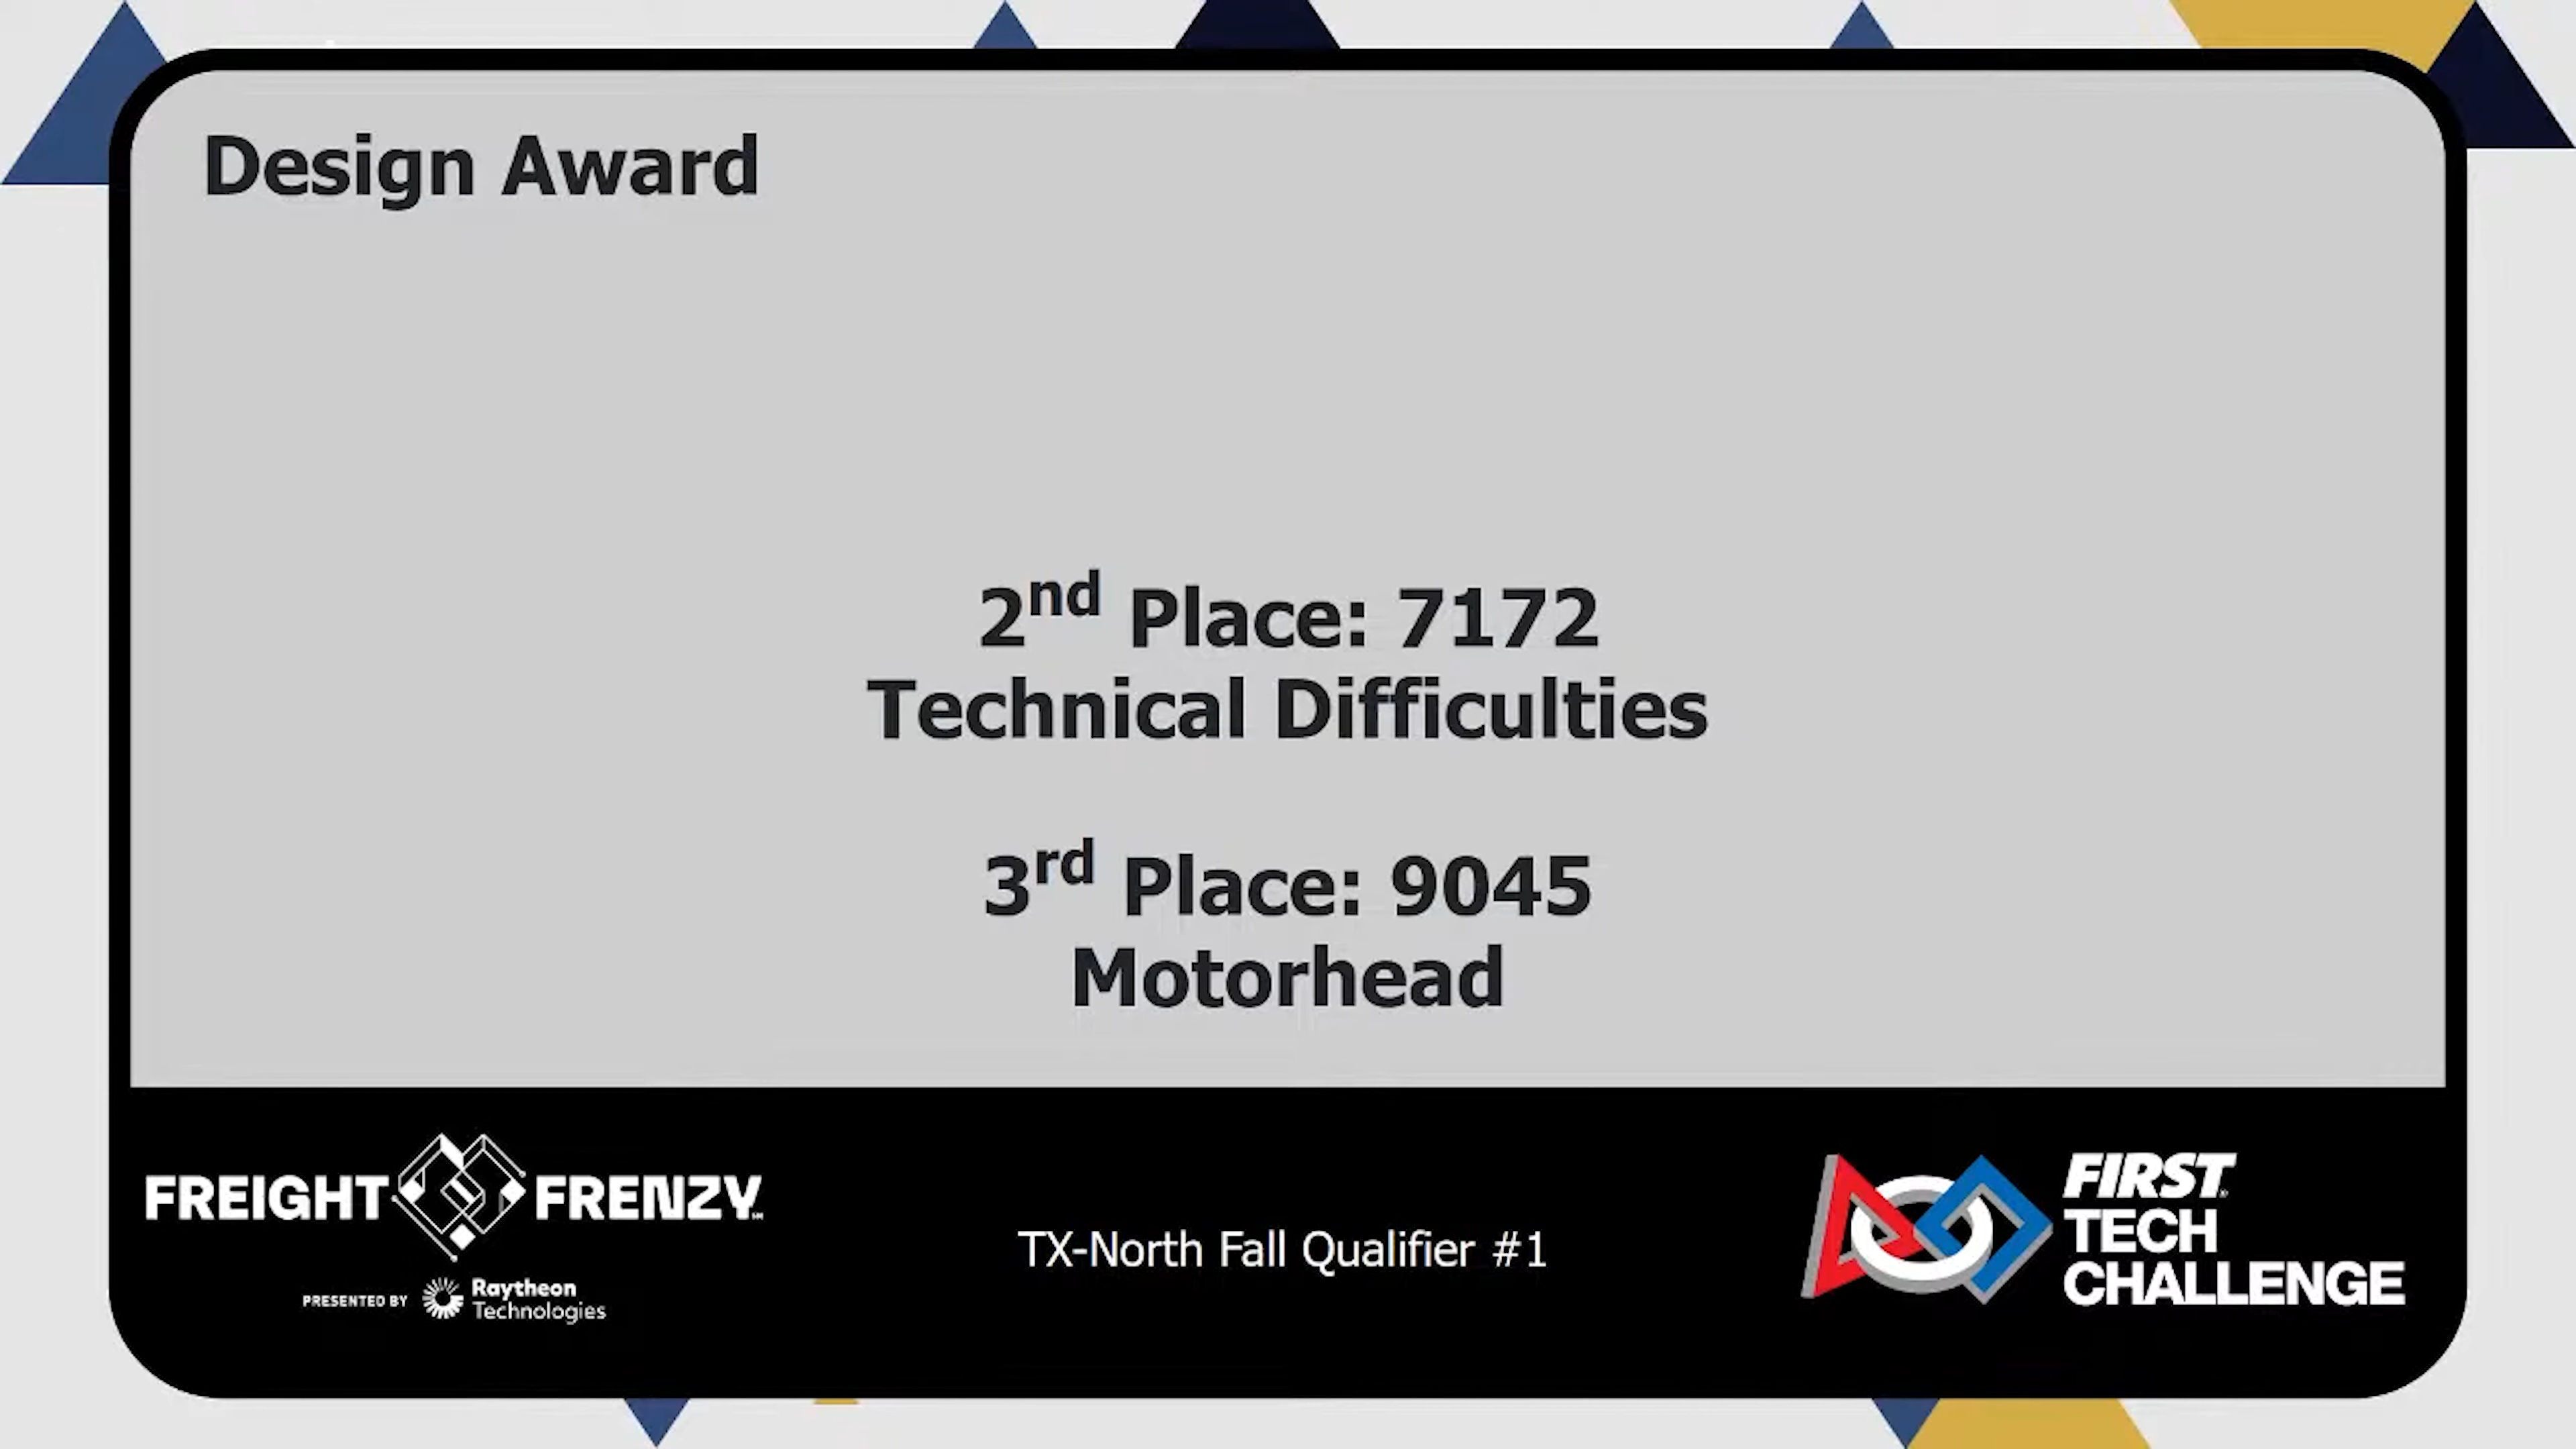 Design Award
2nd Place: 7172
Technical Difficulties
3rd Place: 9045
Motorhead
FREIGHT FRENZY℠
PRESENTED BY Raytheon Technologies
TX-North Fall Qualifier #1
FIRST®
TECH
CHALLENGE